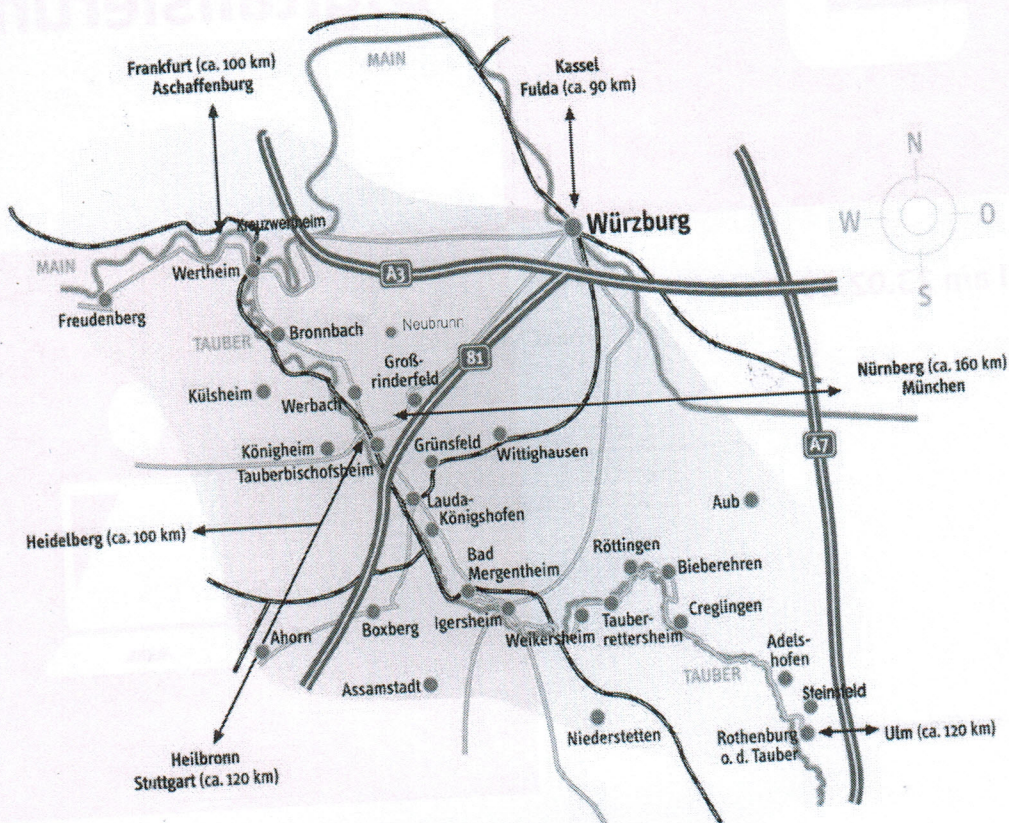 MAIN
Frankfurt (ca. 100 km)
Aschaffenburg
Kassel
Fulda (ca. 90 km)
N
W
O
S
Kreuzwertheim
Würzburg
MAIN
Wertheim
A3
Freudenberg
TAUBER
Bronnbach
Neubrunn
81
Groß-
rinderfeld
Nürnberg (ca. 160 km)
München
Külsheim
Werbach
Königheim
Grünsfeld
Wittighausen
A7
Tauberbischofsheim
Lauda-
Königshofen
Aub
Heidelberg (ca. 100 km)
Röttingen
Bad
Mergentheim
Bieberehren
Igersheim
Creglingen
Boxberg
Weikersheim
Tauber-
rettersheim
Ahorn
Adels-
hofen
TAUBER
Assamstadt
Steinsfeld
Niederstetten
Rothenburg
o. d. Tauber
Ulm (ca. 120 km)
Heilbronn
Stuttgart (ca. 120 km)